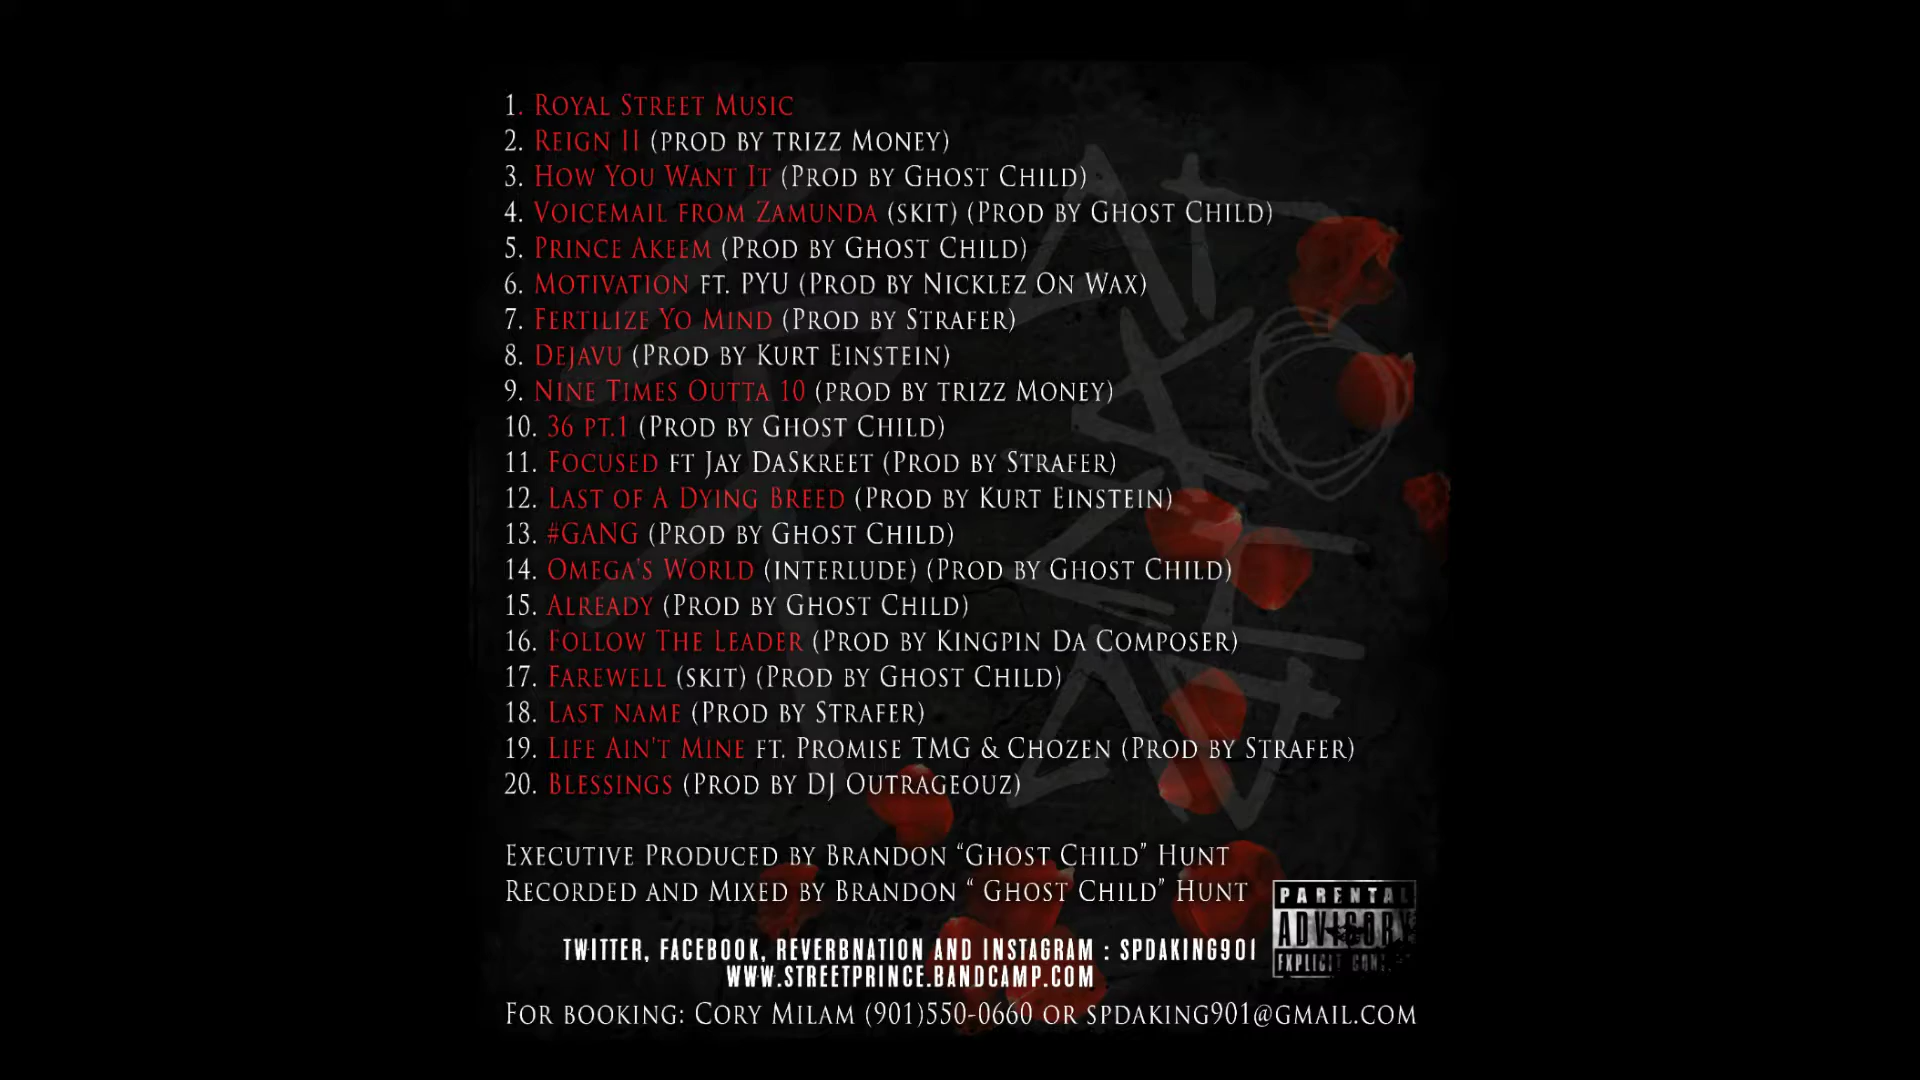 1. Royal Street Music
2. Reign II (prod by trizz Money)
3. How You Want It (Prod by Ghost Child)
4. Voicemail from Zamunda (skit) (Prod by Ghost Child)
5. Prince Akeem (Prod by Ghost Child)
6. Motivation ft. PYU (Prod by Nicklez On Wax)
7. Fertilize Yo Mind (Prod by Strafer)
8. Dejavu (Prod by Kurt Einstein)
9. Nine Times Outta 10 (prod by trizz Money)
10. 36 pt.1 (Prod by Ghost Child)
11. Focused ft Jay DaSkreet (Prod by Strafer)
12. Last of A Dying Breed (Prod by Kurt Einstein)
13. #GANG (Prod by Ghost Child)
14. Omega's World (interlude) (Prod by Ghost Child)
15. Already (Prod by Ghost Child)
16. Follow The Leader (Prod by Kingpin Da Composer)
17. Farewell (skit) (Prod by Ghost Child)
18. Last name (Prod by Strafer)
19. Life Ain't Mine ft. Promise TMG & Chozen (Prod by Strafer)
20. Blessings (Prod by DJ Outrageouz)
Executive Produced by Brandon “Ghost Child” Hunt
Recorded and Mixed by Brandon “ Ghost Child” Hunt
PARENTAL
ADVISORY
EXPLICIT
TWITTER, FACEBOOK, REVERBNATION AND INSTAGRAM : SPDAKING901
WWW.STREETPRINCE.BANDCAMP.COM
For booking: Cory Milam (901)550-0660 or spdaking901@gmail.com